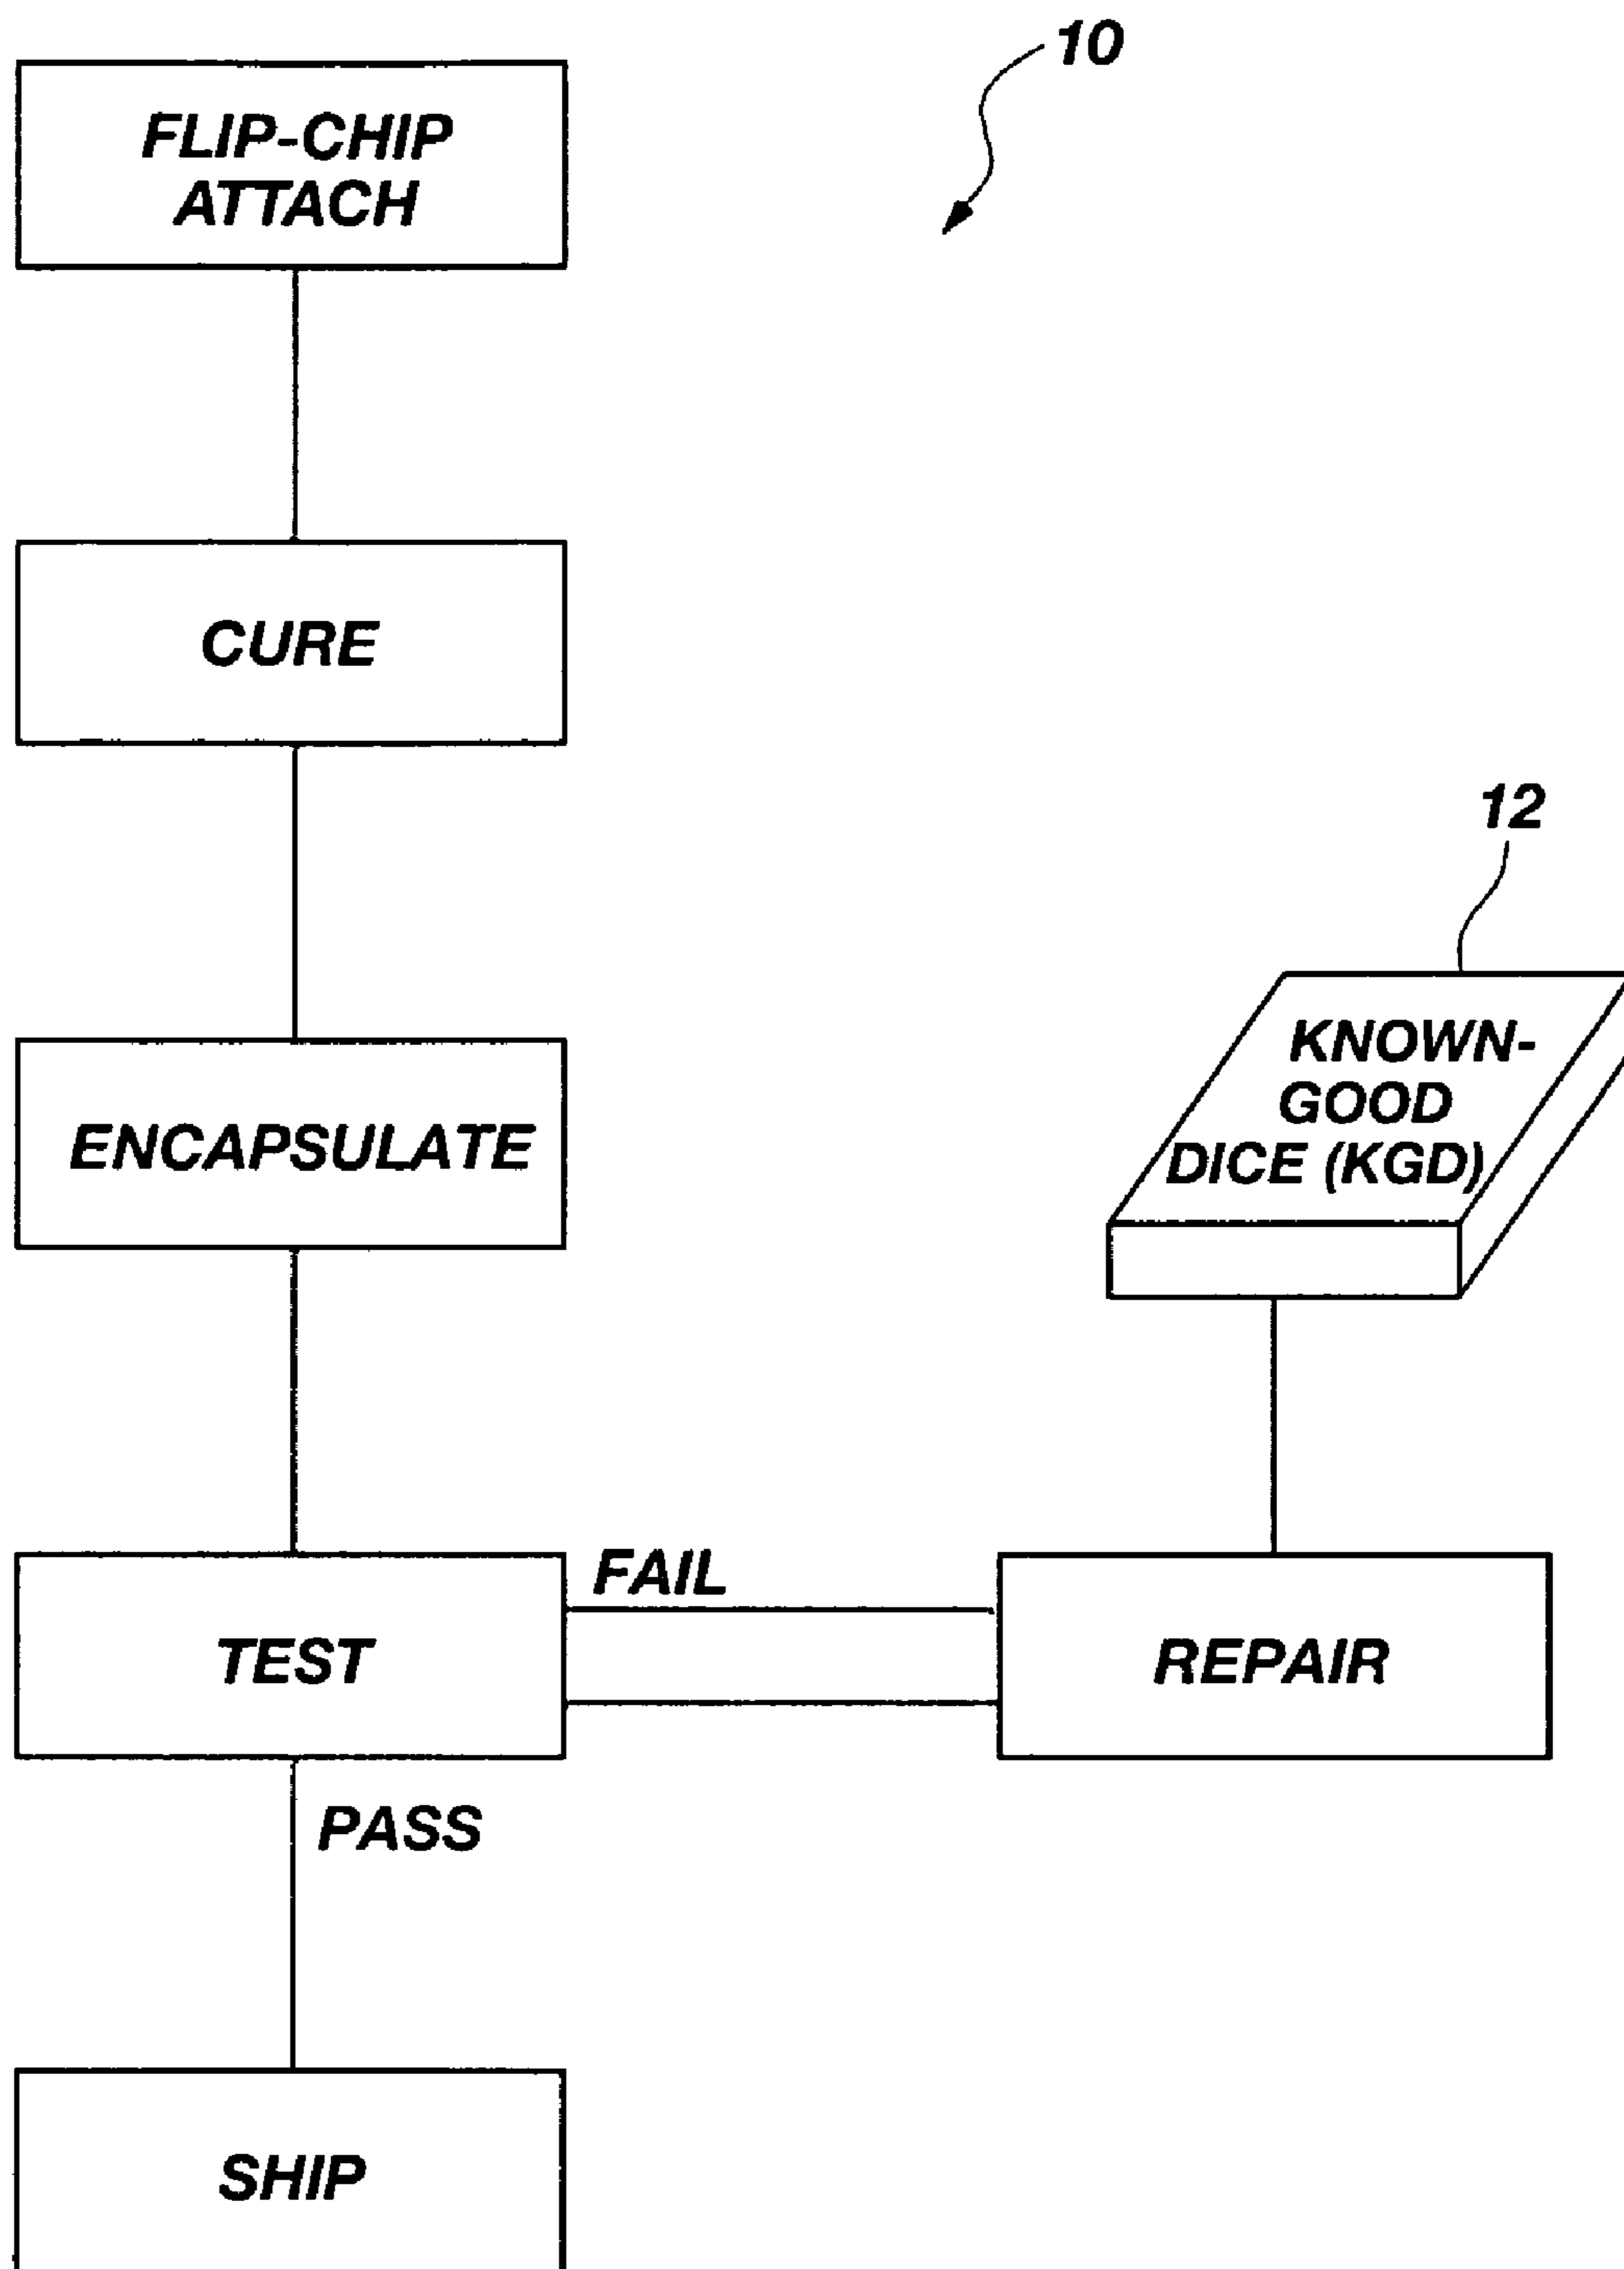 10
FLIP-CHIP
ATTACH
CURE
12
KNOWN-
GOOD
DICE (KGD)
ENCAPSULATE
FAIL
TEST
REPAIR
PASS
SHIP